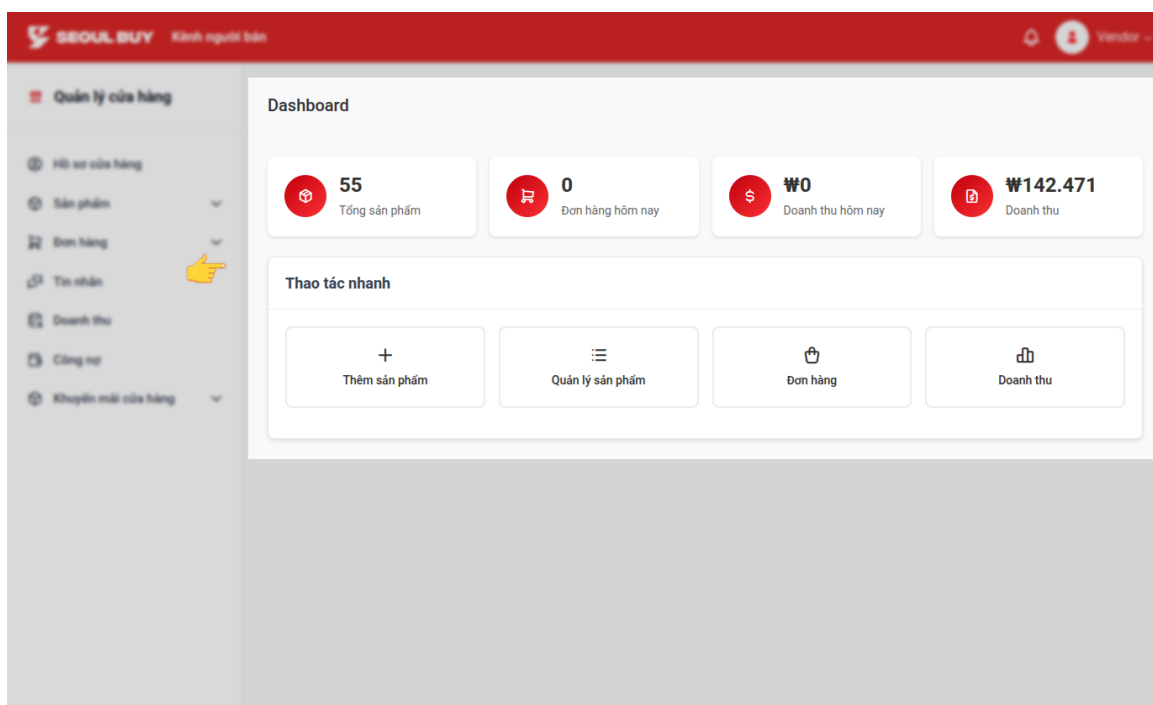 SEOUL BUY Kênh người bán
Vendor
Quản lý cửa hàng
Hồ sơ cửa hàng
Sản phẩm
Đơn hàng
Tin nhắn
Doanh thu
Công nợ
Khuyến mãi cửa hàng
Dashboard
55
Tổng sản phẩm
0
Đơn hàng hôm nay
₩0
Doanh thu hôm nay
₩142.471
Doanh thu
Thao tác nhanh
Thêm sản phẩm
Quản lý sản phẩm
Đơn hàng
Doanh thu